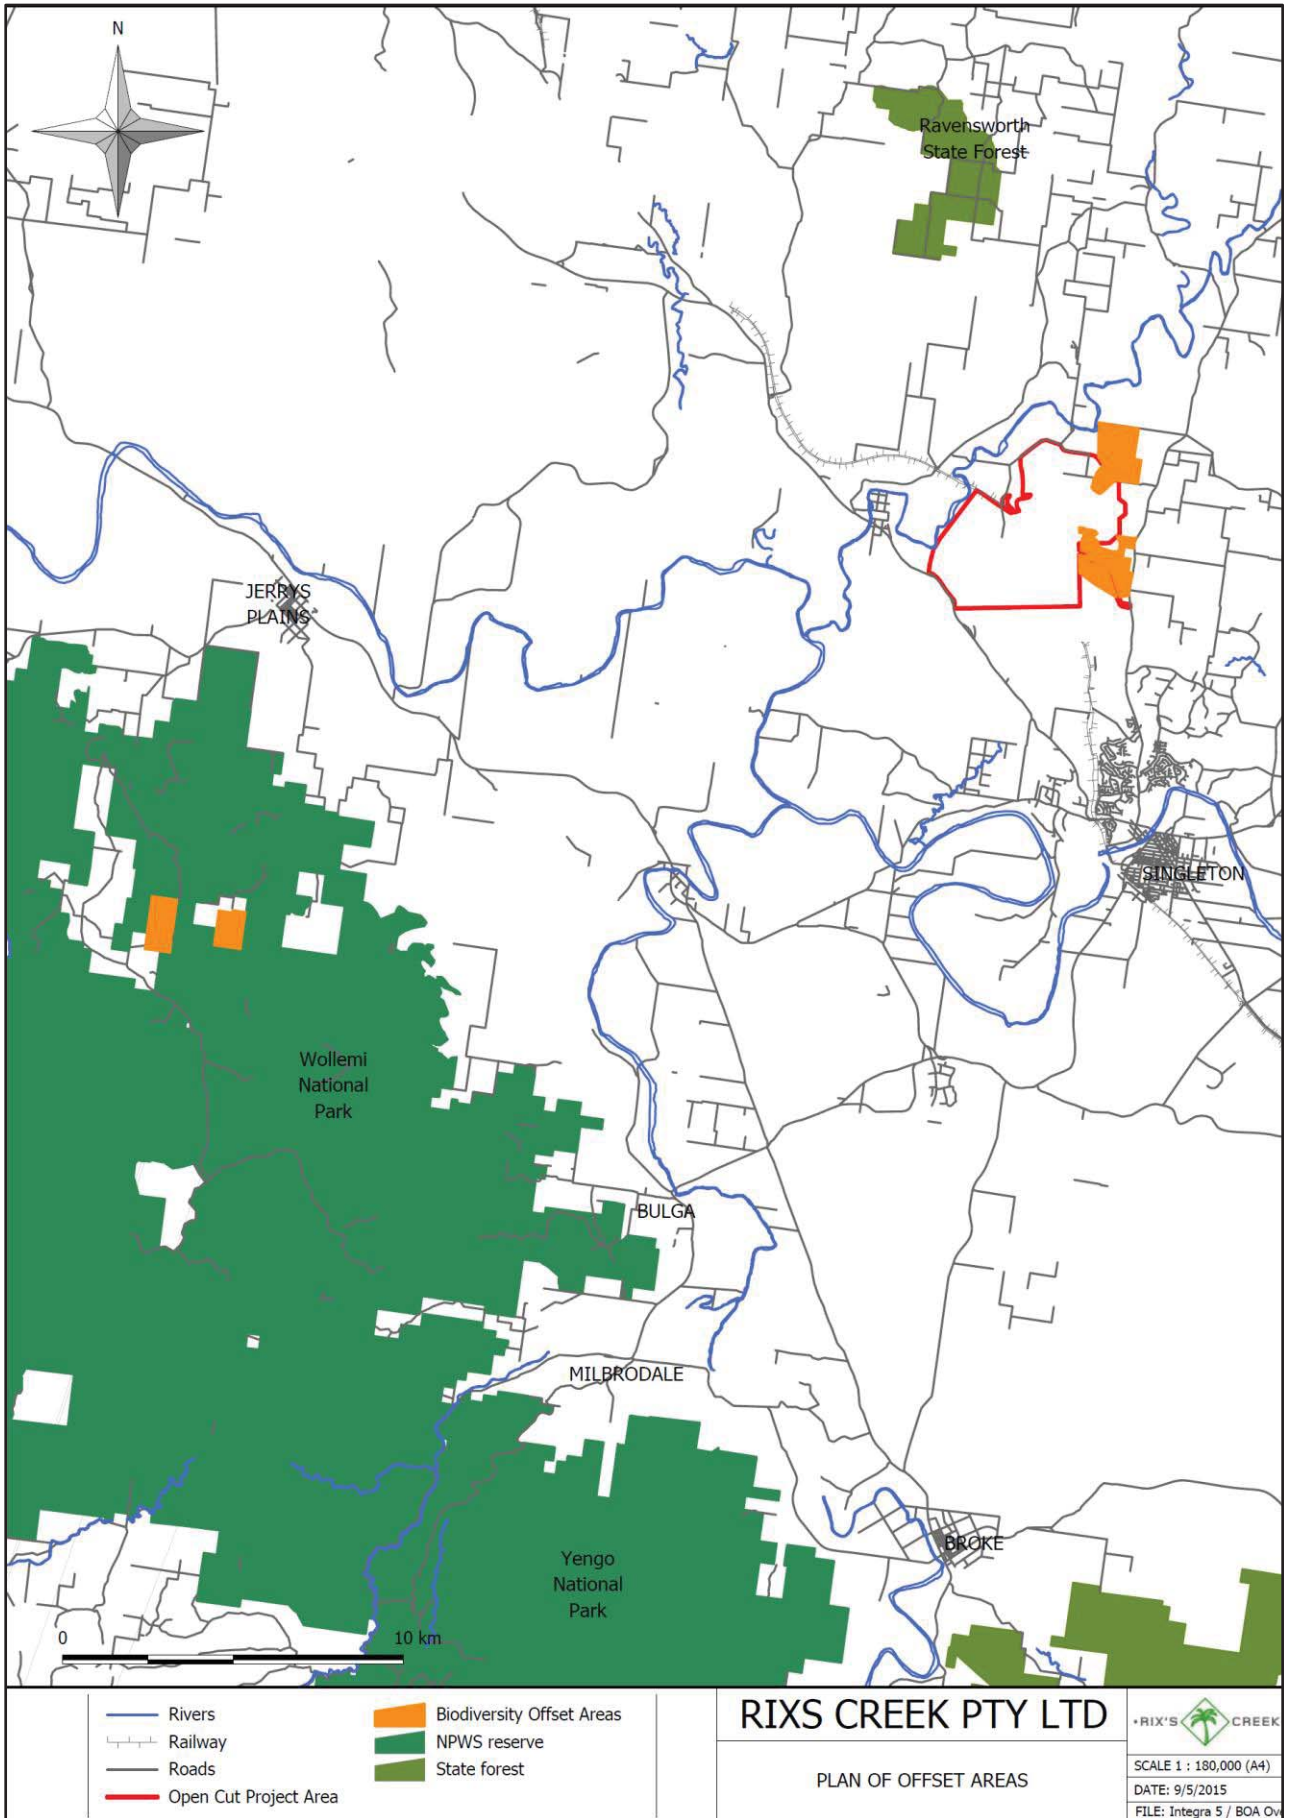 N
Ravensworth
State Forest
JERRYS
PLAINS
SINGLETON
Wollemi
National
Park
BULGA
MILBRODALE
BROKE
Yengo
National
Park
0
10 km
Rivers
Railway
Roads
Open Cut Project Area
Biodiversity Offset Areas
NPWS reserve
State forest
RIXS CREEK PTY LTD
PLAN OF OFFSET AREAS
•RIX'S CREEK
SCALE 1 : 180,000 (A4)
DATE: 9/5/2015
FILE: Integra 5 / BOA